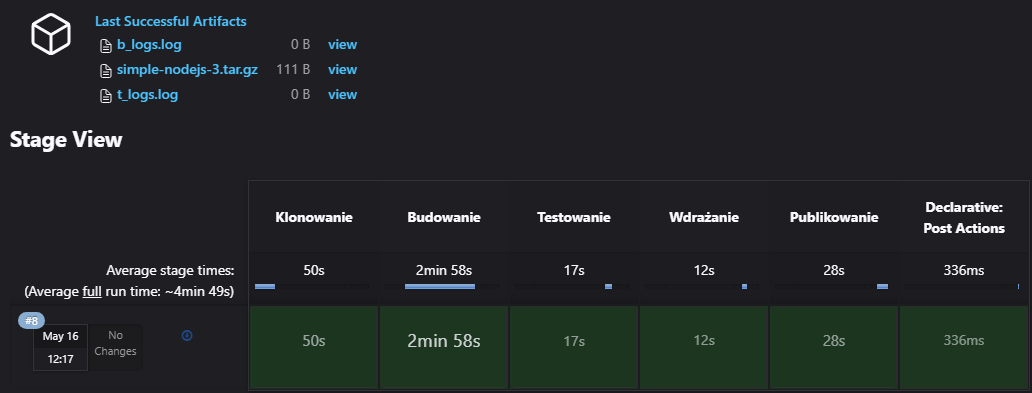 Last Successful Artifacts
b_logs.log 0 B view
simple-nodejs-3.tar.gz 111 B view
t_logs.log 0 B view
Stage View
Klonowanie Budowanie Testowanie Wdrażanie Publikowanie Declarative: Post Actions
Average stage times: 50s 2min 58s 17s 12s 28s 336ms
(Average full run time: ~4min 49s)
#8
May 16 No Changes
12:17
50s 2min 58s 17s 12s 28s 336ms